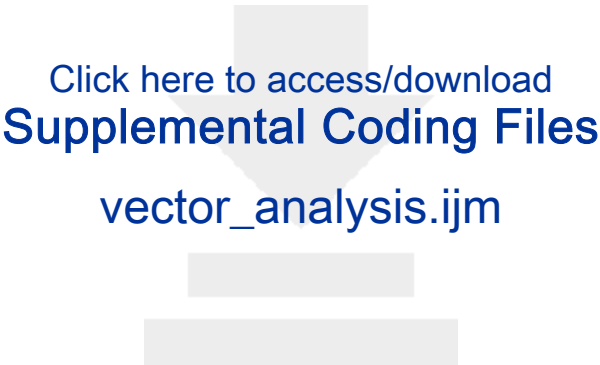 Click here to access/download
Supplemental Coding Files
vector_analysis.ijm